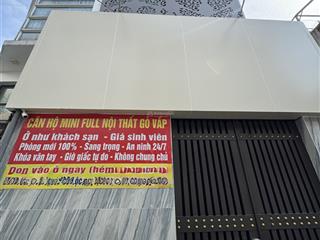 CĂN HỘ MINI FULL NỘI THẤT GÒ VẤP
Ở như khách sạn - Giá sinh viên
Phòng mới 100% - Sang trọng - An ninh 24/7
Khóa vân tay - Giờ giấc tự do - Không chung chủ
Dọn vào ở ngay (hẻm